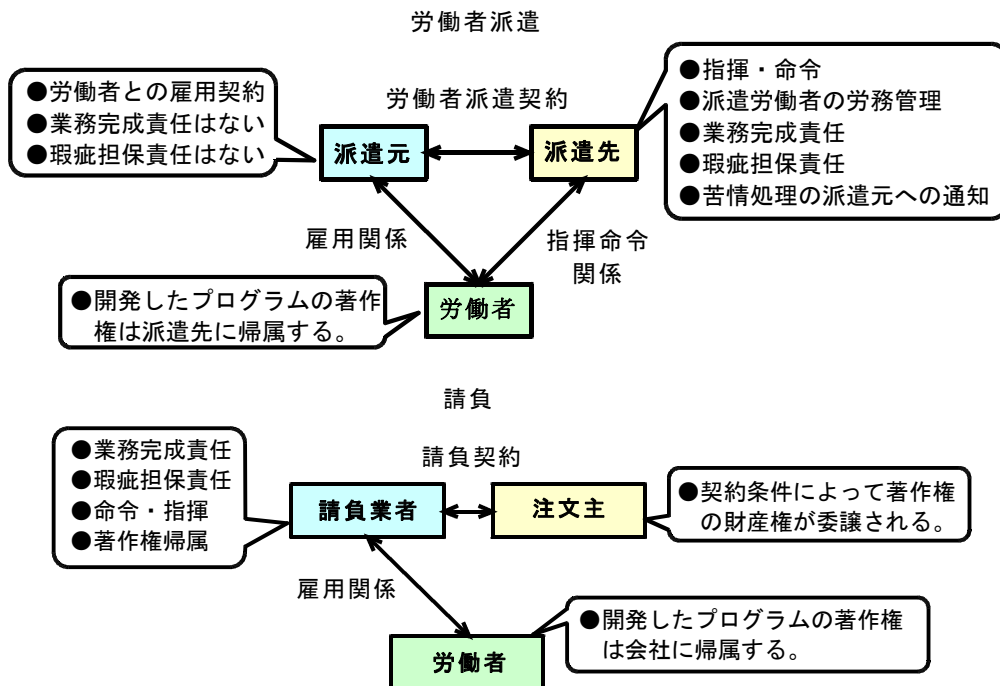 労働者派遣
●労働者との雇用契約
●業務完成責任はない
●瑕疵担保責任はない
労働者派遣契約
●指揮・命令
●派遣労働者の労務管理
●業務完成責任
●瑕疵担保責任
●苦情処理の派遣元への通知
派遣元
派遣先
雇用関係
指揮命令
関係
●開発したプログラムの著作
権は派遣先に帰属する。
労働者
請負
●業務完成責任
●瑕疵担保責任
●命令・指揮
●著作権帰属
請負契約
請負業者
注文主
●契約条件によって著作権
の財産権が委譲される。
雇用関係
●開発したプログラムの著作権
は会社に帰属する。
労働者